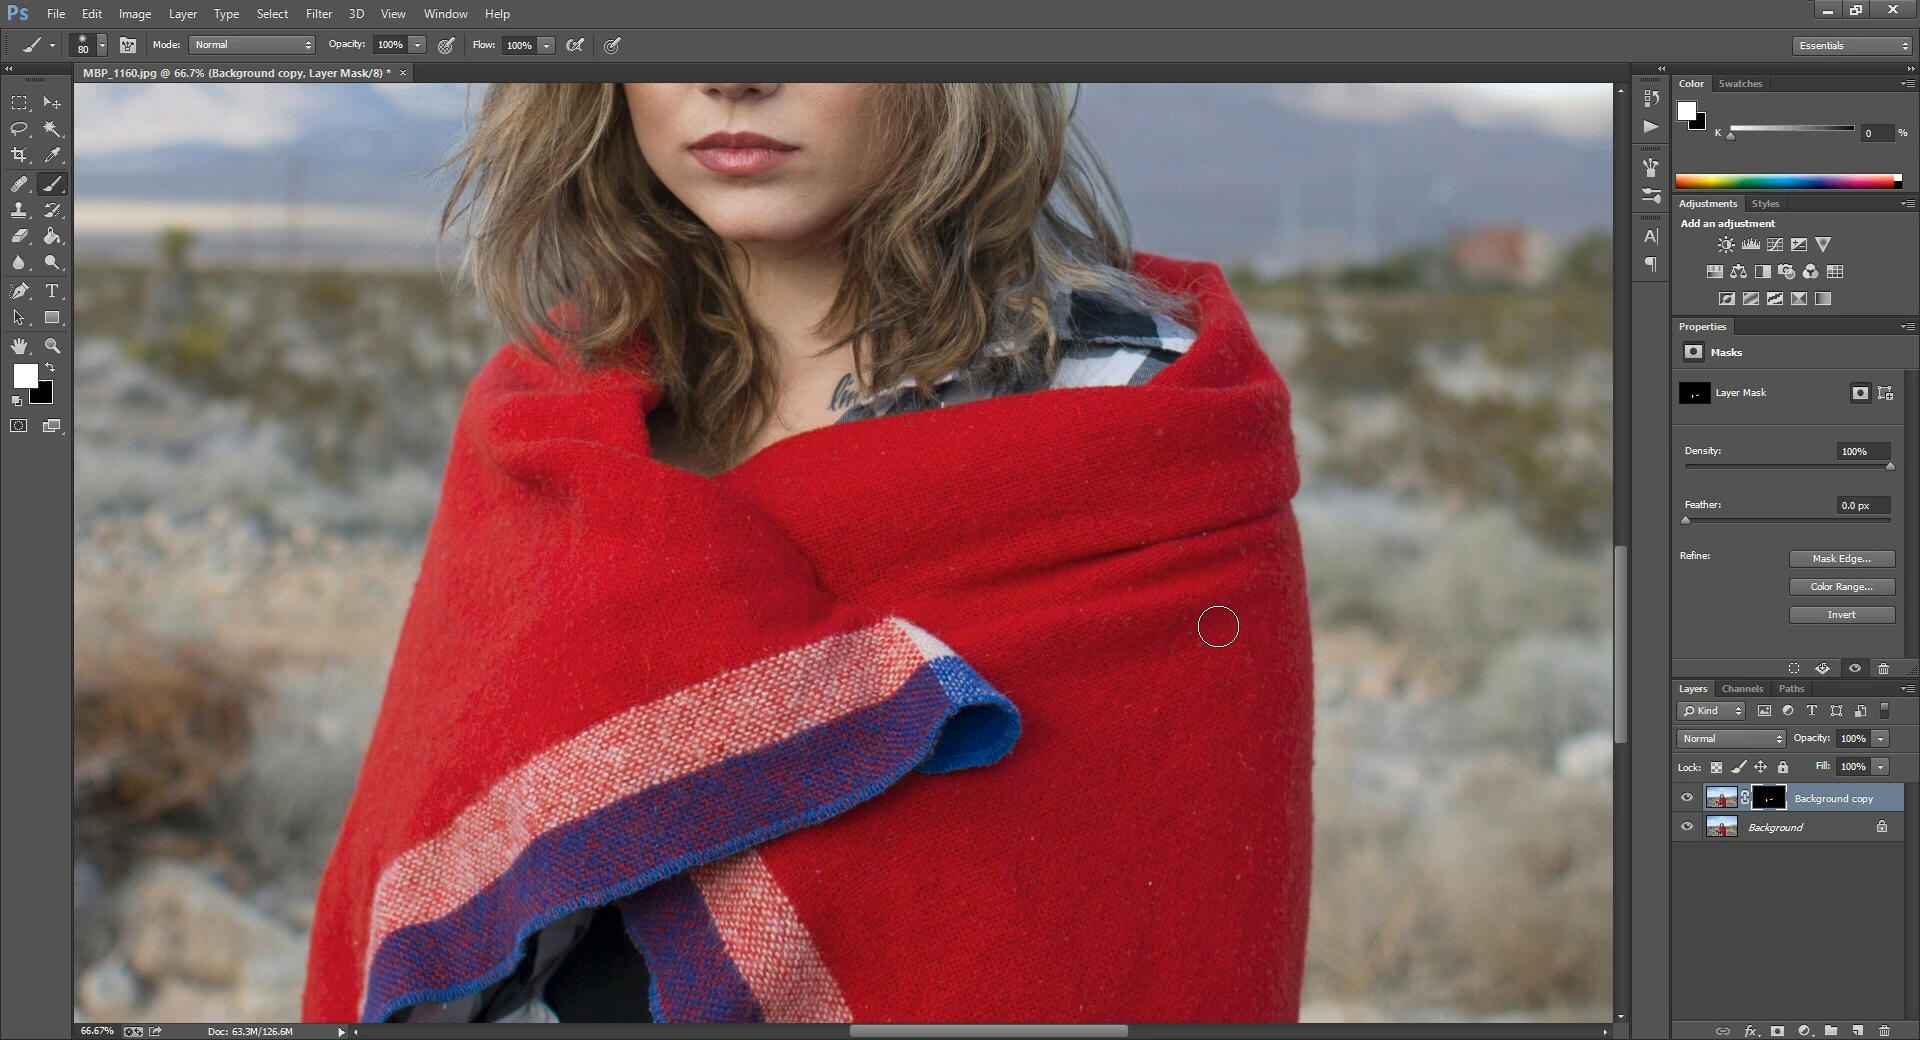 Ps File Edit Image Layer Type Select Filter 3D View Window Help
80 Mode: Normal Opacity: 100% Flow: 100% Essentials
MBP_1160.jpg @ 66.7% (Background copy, Layer Mask/8) * ×
Color Swatches
K 0 %
Adjustments Styles
Add an adjustment
Properties
Masks
Layer Mask
Density: 100%
Feather: 0.0 px
Refine: Mask Edge...
Color Range...
Invert
Layers Channels Paths
Kind
Normal Opacity: 100%
Lock: Fill: 100%
Background copy
Background
66.67% Doc: 63.3M/126.6M